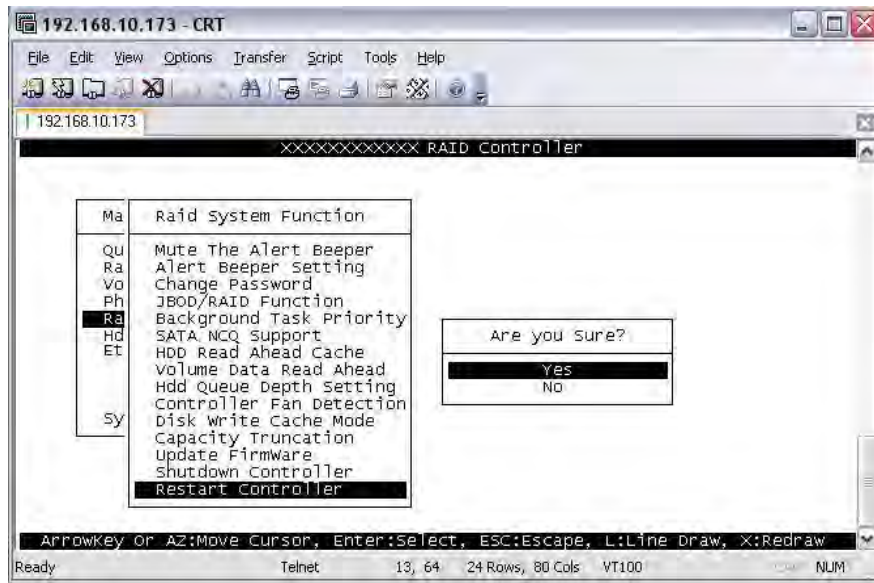 192.168.10.173 - CRT
File Edit View Options Transfer Script Tools Help
192.168.10.173
XXXXXXXXXXXX RAID Controller
Ma
Qu
Ra
Vo
Ph
Ra
Hd
Et
Sy
Raid System Function
Mute The Alert Beeper
Alert Beeper Setting
Change Password
JBOD/RAID Function
Background Task Priority
SATA NCQ Support
HDD Read Ahead Cache
Volume Data Read Ahead
Hdd Queue Depth Setting
Controller Fan Detection
Disk Write Cache Mode
Capacity Truncation
Update FirmWare
Shutdown Controller
Restart Controller
Are you Sure?
Yes
No
ArrowKey Or AZ:Move Cursor, Enter:Select, ESC:Escape, L:Line Draw, X:Redraw
Ready Telnet 13, 64 24 Rows, 80 Cols VT100 NUM